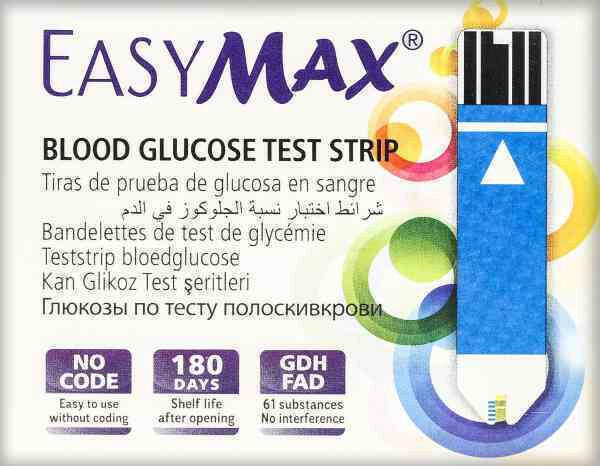 EASYMAX®
BLOOD GLUCOSE TEST STRIP
Tiras de prueba de glucosa en sangre
شرائط اختبار نسبة الجلوكوز في الدم
Bandelettes de test de glycémie
Teststrip bloedglucose
Kan Glikoz Test şeritleri
Глюкозы по тесту полоскивкрови
NO CODE
Easy to use
without coding
180 DAYS
Shelf life
after opening
GDH FAD
61 substances
No interference